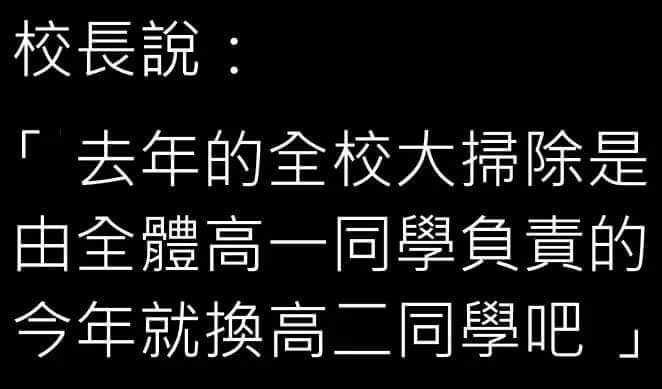 校長說：
「 去年的全校大掃除是
由全體高一同學負責的
今年就換高二同學吧 」